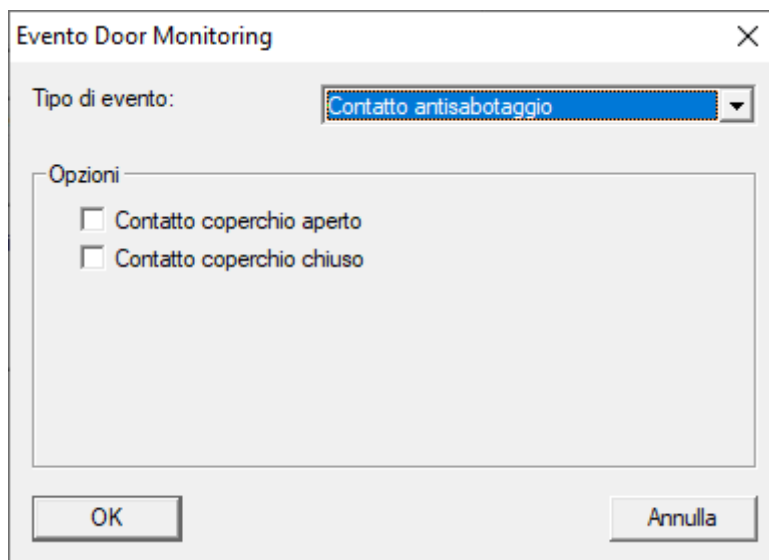 Evento Door Monitoring
Tipo di evento: Contatto antisabotaggio
Opzioni
Contatto coperchio aperto
Contatto coperchio chiuso
OK Annulla